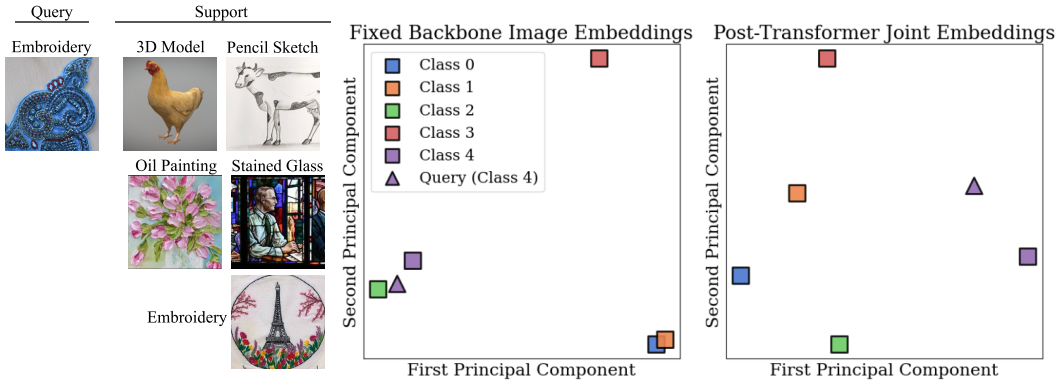 Query
Support
Embroidery
3D Model
Pencil Sketch
Oil Painting
Stained Glass
Embroidery
Fixed Backbone Image Embeddings
Class 0
Class 1
Class 2
Class 3
Class 4
Query (Class 4)
Second Principal Component
First Principal Component
Post-Transformer Joint Embeddings
Second Principal Component
First Principal Component